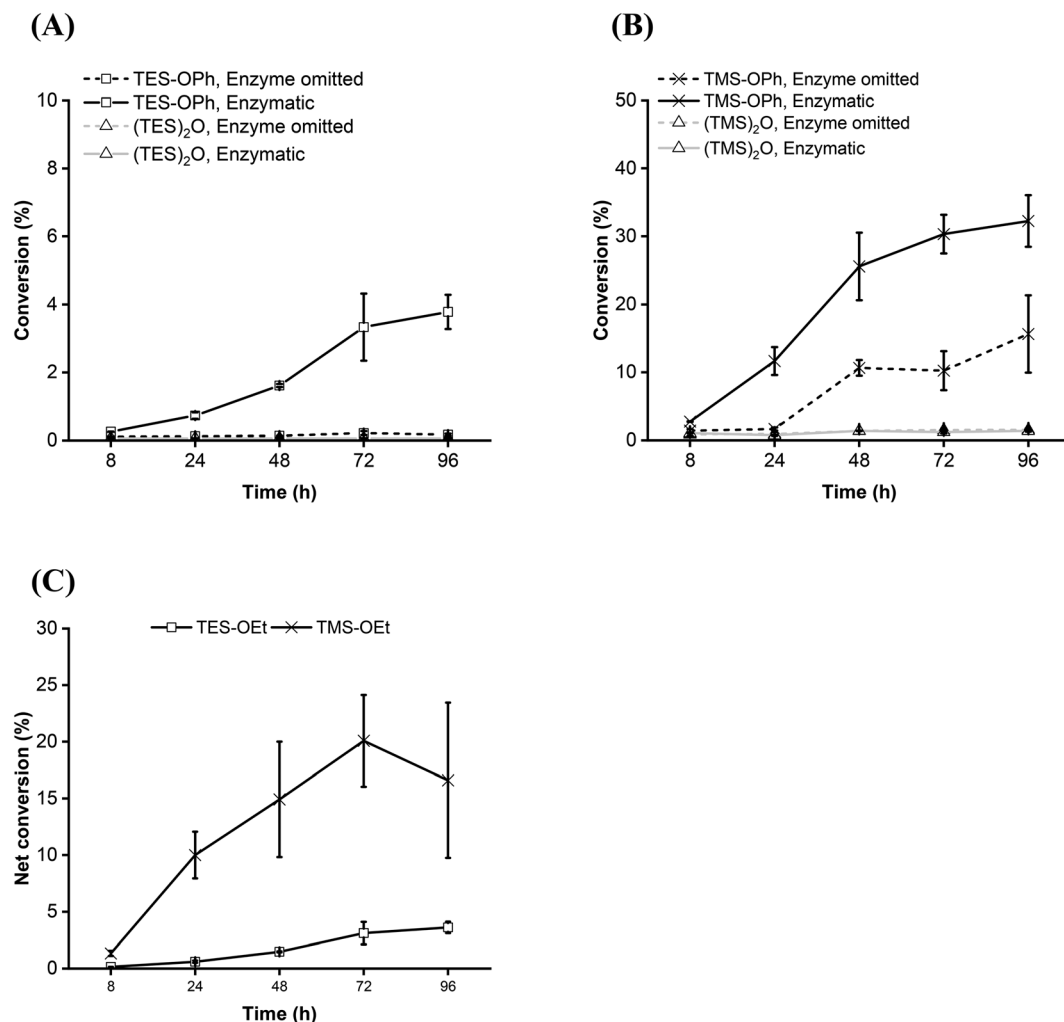 (A)
TES-OPh, Enzyme omitted
TES-OPh, Enzymatic
(TES)₂O, Enzyme omitted
(TES)₂O, Enzymatic
10
8
6
4
2
0
Conversion (%)
8 24 48 72 96
Time (h)
(B)
TMS-OPh, Enzyme omitted
TMS-OPh, Enzymatic
(TMS)₂O, Enzyme omitted
(TMS)₂O, Enzymatic
50
40
30
20
10
0
Conversion (%)
8 24 48 72 96
Time (h)
(C)
TES-OEt TMS-OEt
30
25
20
15
10
5
0
Net conversion (%)
8 24 48 72 96
Time (h)